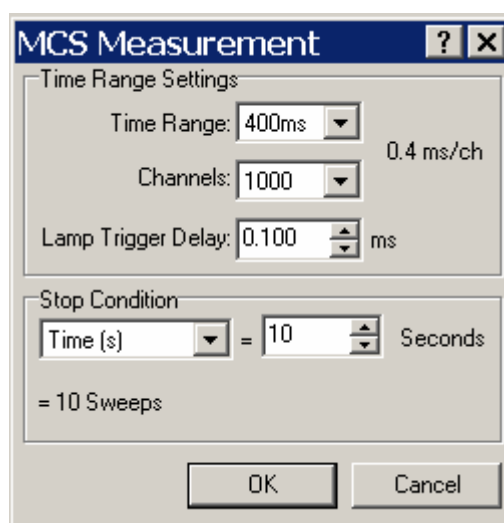 MCS Measurement ? X
Time Range Settings
Time Range: 400ms
0.4 ms/ch
Channels: 1000
Lamp Trigger Delay: 0.100 ms
Stop Condition
Time (s) = 10 Seconds
= 10 Sweeps
OK Cancel